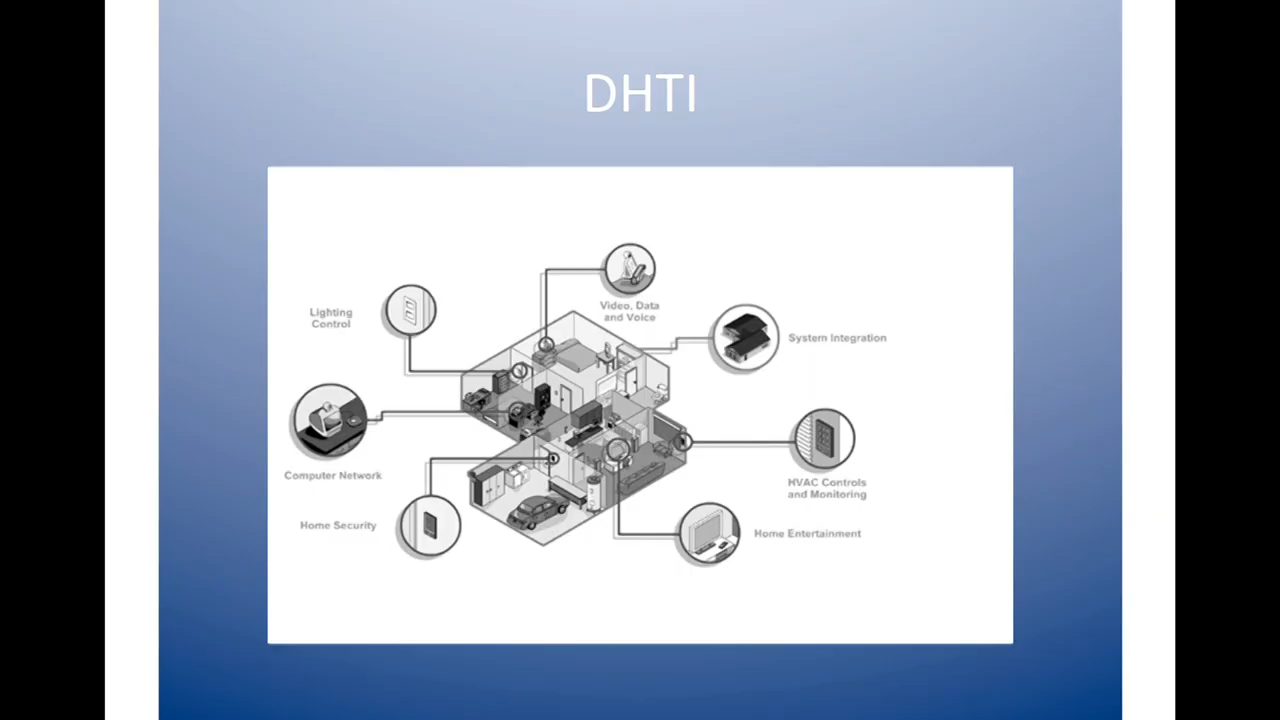 DHTI
Video, Data
and Voice
Lighting
Control
System Integration
Computer Network
HVAC Controls
and Monitoring
Home Security
Home Entertainment